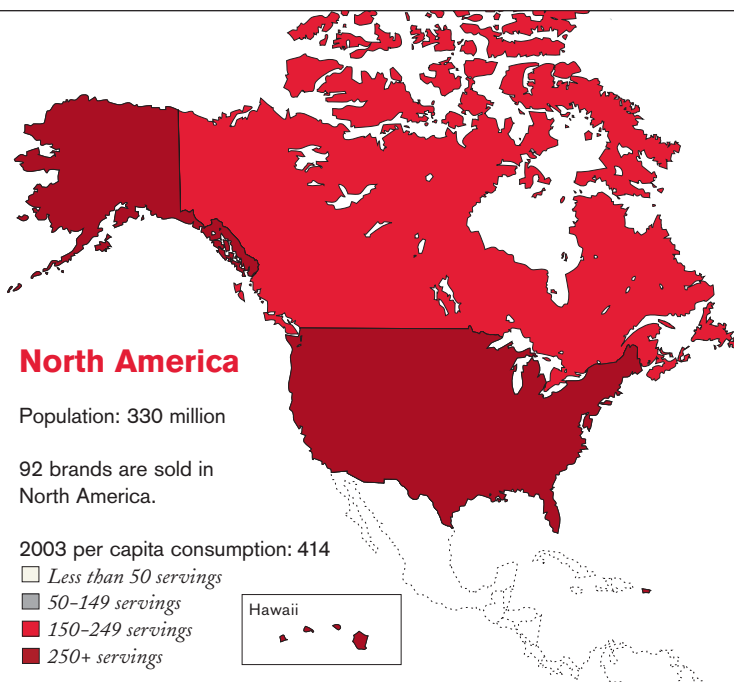 North America
Population: 330 million
92 brands are sold in
North America.
2003 per capita consumption: 414
Less than 50 servings
50–149 servings
150–249 servings
250+ servings
Hawaii